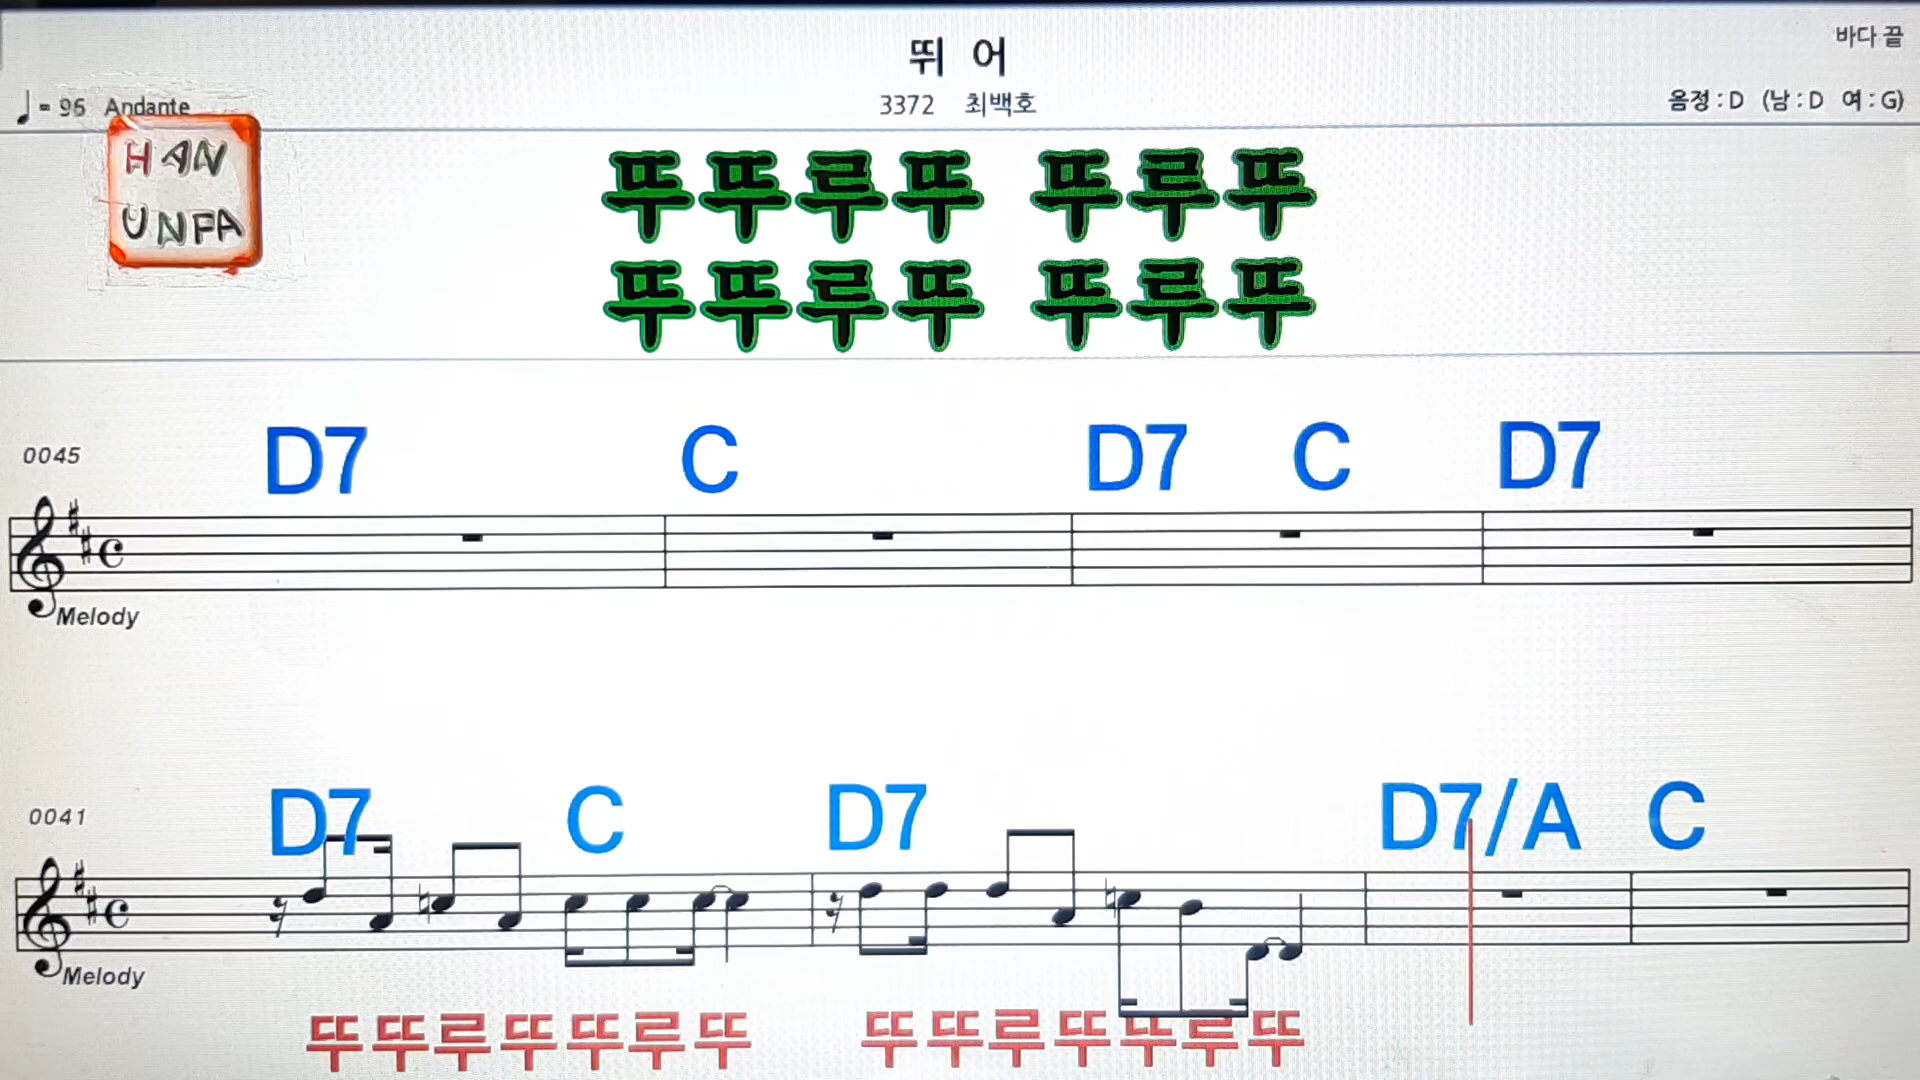 바다 끝
뛰 어
♩ = 96 Andante
3372 최백호
음정 : D (남 : D 여 : G)
HAN
UNFA
뚜뚜루뚜 뚜루뚜
뚜뚜루뚜 뚜루뚜
0045
D7 C D7 C D7
Melody
0041
D7 C D7 D7/A C
Melody
뚜뚜루뚜뚜루뚜 뚜뚜루뚜뚜루뚜